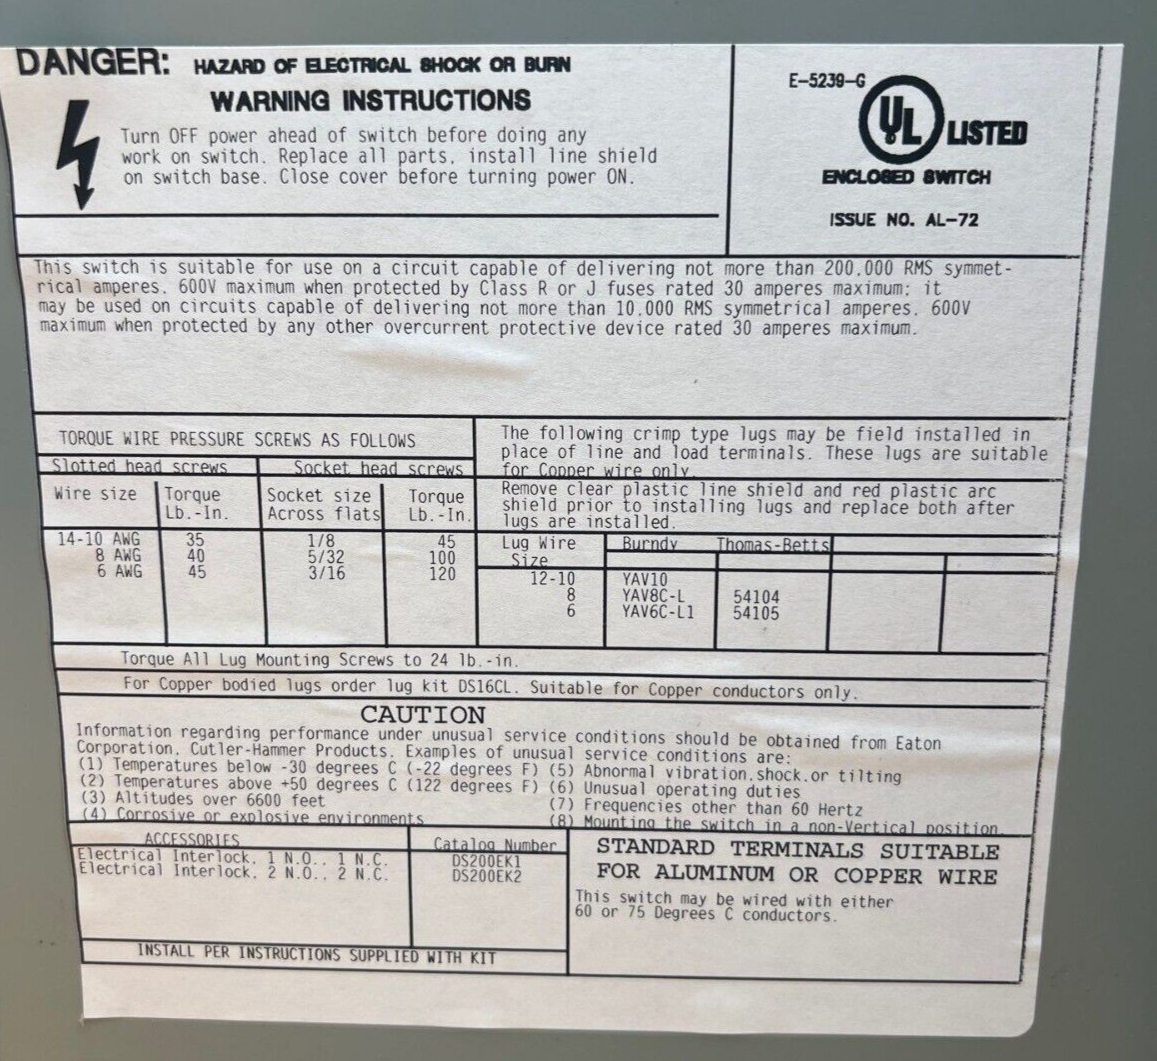 DANGER: HAZARD OF ELECTRICAL SHOCK OR BURN
WARNING INSTRUCTIONS
Turn OFF power ahead of switch before doing any
work on switch. Replace all parts, install line shield
on switch base. Close cover before turning power ON.
E-5239-G
UL LISTED
ENCLOSED SWITCH
ISSUE NO. AL-72
This switch is suitable for use on a circuit capable of delivering not more than 200,000 RMS symmet-
rical amperes, 600V maximum when protected by Class R or J fuses rated 30 amperes maximum; it
may be used on circuits capable of delivering not more than 10,000 RMS symmetrical amperes, 600V
maximum when protected by any other overcurrent protective device rated 30 amperes maximum.
TORQUE WIRE PRESSURE SCREWS AS FOLLOWS
Slotted head screws Socket head screws
Wire size Torque Socket size Torque
Lb.-In. Across flats Lb.-In.
14-10 AWG 35 1/8 45
8 AWG 40 5/32 100
6 AWG 45 3/16 120
The following crimp type lugs may be field installed in
place of line and load terminals. These lugs are suitable
for Copper wire only
Remove clear plastic line shield and red plastic arc
shield prior to installing lugs and replace both after
lugs are installed.
Lug Wire Burndy Thomas-Betts
Size
12-10 YAV10
8 YAV8C-L 54104
6 YAV6C-L1 54105
Torque All Lug Mounting Screws to 24 lb.-in.
For Copper bodied lugs order lug kit DS16CL. Suitable for Copper conductors only.
CAUTION
Information regarding performance under unusual service conditions should be obtained from Eaton
Corporation, Cutler-Hammer Products. Examples of unusual service conditions are:
(1) Temperatures below -30 degrees C (-22 degrees F) (5) Abnormal vibration,shock,or tilting
(2) Temperatures above +50 degrees C (122 degrees F) (6) Unusual operating duties
(3) Altitudes over 6600 feet (7) Frequencies other than 60 Hertz
(4) Corrosive or explosive environments (8) Mounting the switch in a non-Vertical position
ACCESSORIES Catalog Number
Electrical Interlock, 1 N.O., 1 N.C. DS200EK1
Electrical Interlock, 2 N.O., 2 N.C. DS200EK2
INSTALL PER INSTRUCTIONS SUPPLIED WITH KIT
STANDARD TERMINALS SUITABLE
FOR ALUMINUM OR COPPER WIRE
This switch may be wired with either
60 or 75 Degrees C conductors.